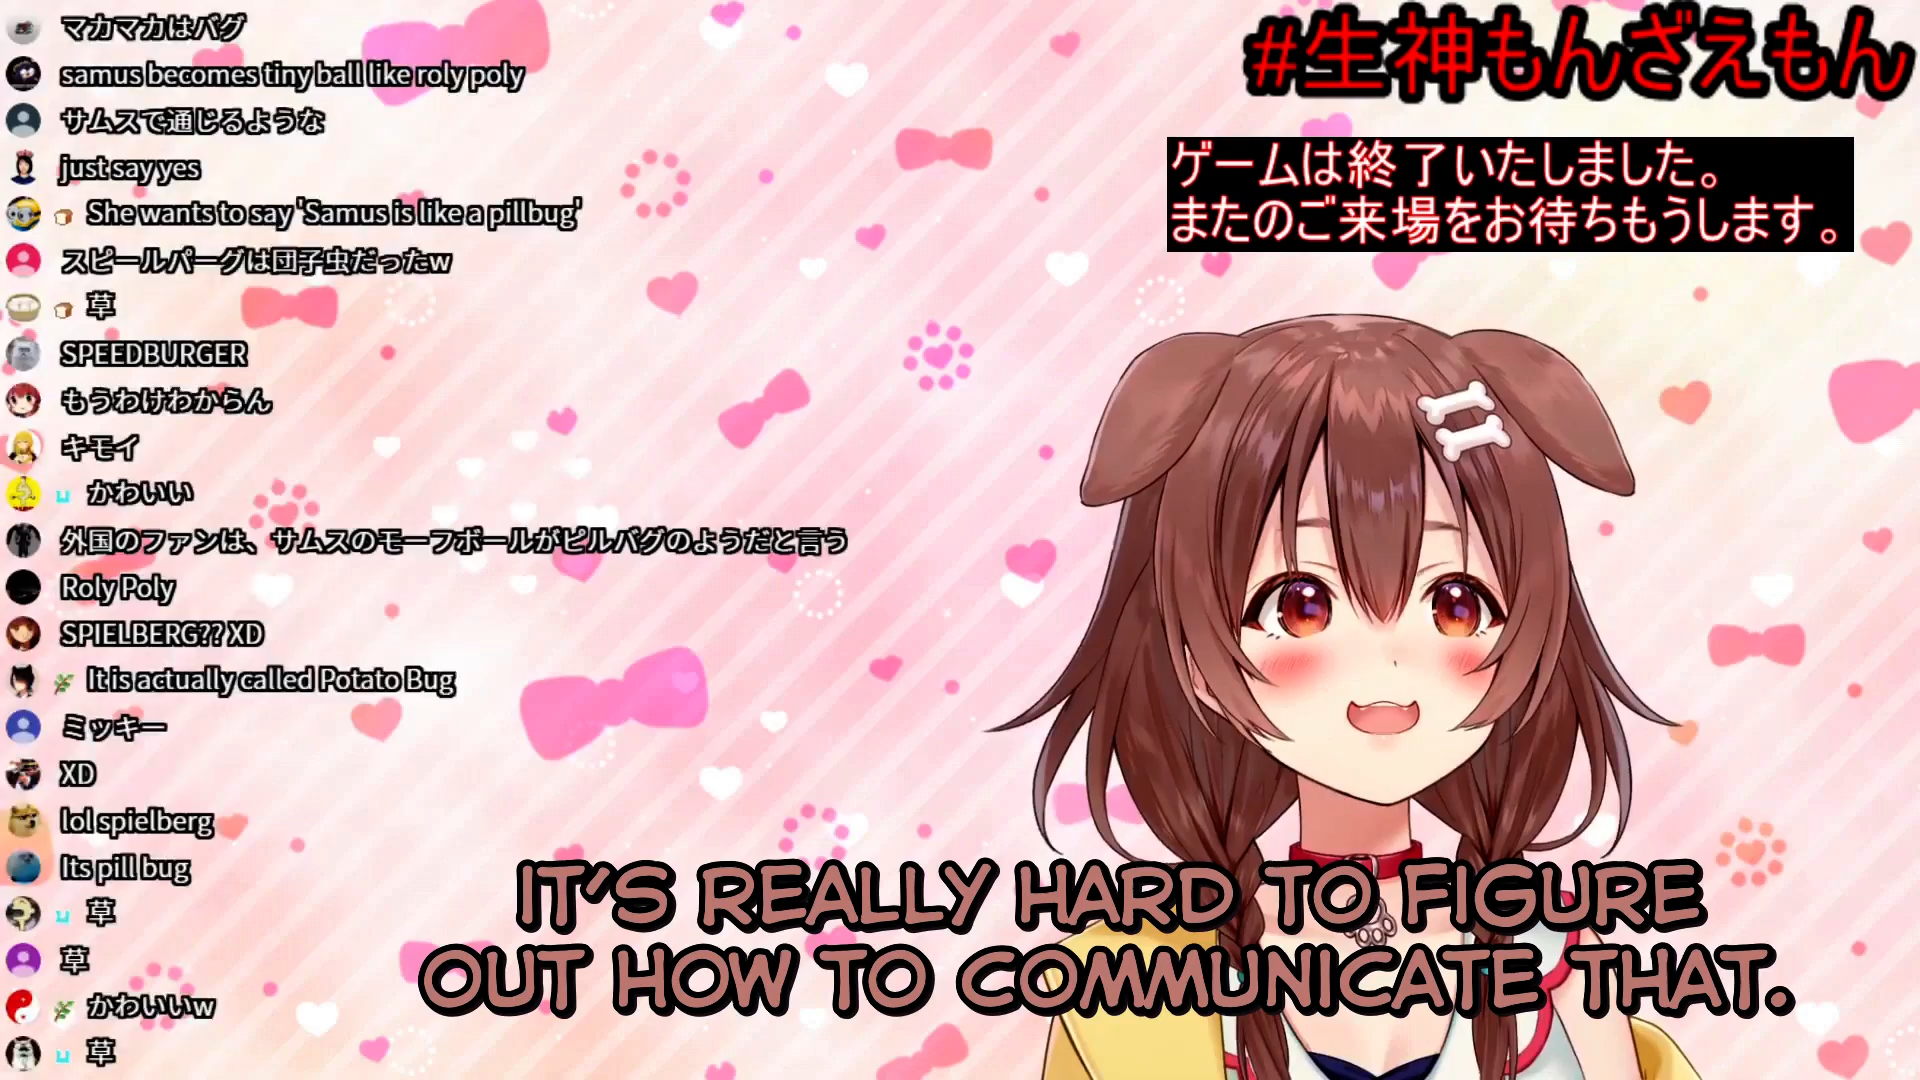 マカマカはバグ
samus becomes tiny ball like roly poly
サムスで通じるような
just say yes
She wants to say 'Samus is like a pillbug'
スピールパーグは団子虫だったw
草
SPEEDBURGER
もうわけわからん
キモイ
かわいい
外国のファンは、サムスのモーフボールがピルバグのようだと言う
Roly Poly
SPIELBERG?? XD
It is actually called Potato Bug
ミッキー
XD
lol spielberg
Its pill bug
草
草
かわいいw
草
#生神もんざえもん
ゲームは終了いたしました。
またのご来場をお待ちもうします。
IT'S REALLY HARD TO FIGURE
OUT HOW TO COMMUNICATE THAT.